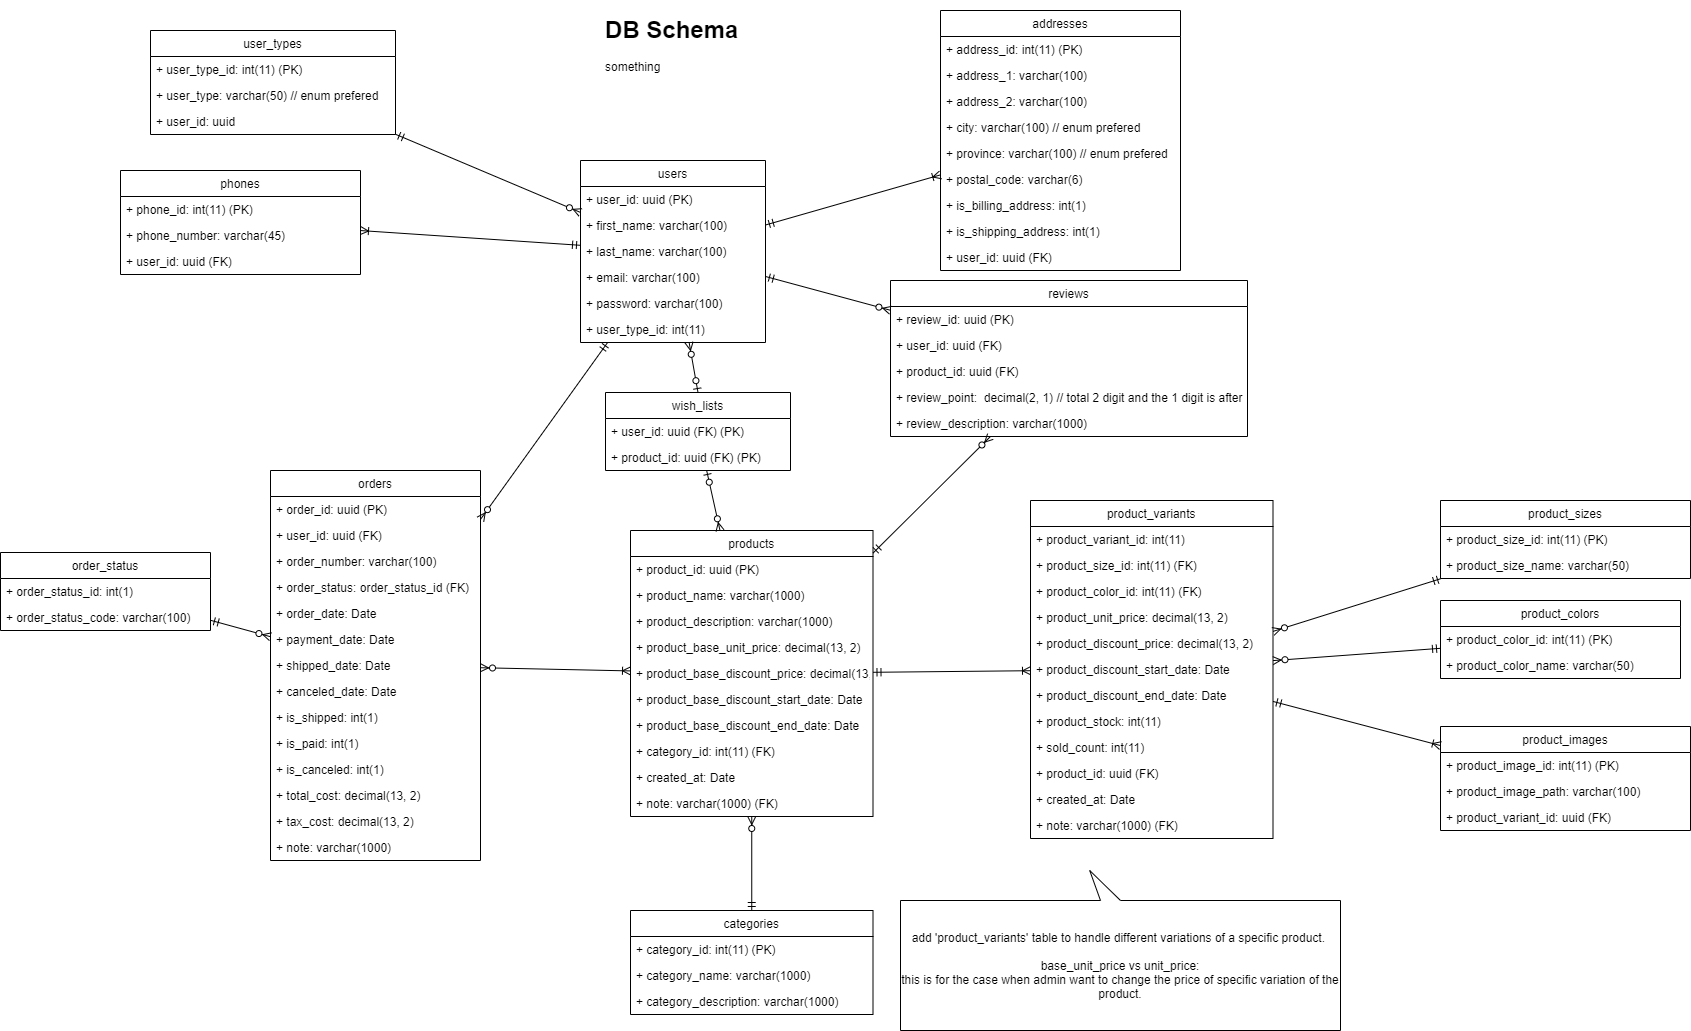 DB Schema
something
user_types
+ user_type_id: int(11) (PK)
+ user_type: varchar(50) // enum prefered
+ user_id: uuid
phones
+ phone_id: int(11) (PK)
+ phone_number: varchar(45)
+ user_id: uuid (FK)
users
+ user_id: uuid (PK)
+ first_name: varchar(100)
+ last_name: varchar(100)
+ email: varchar(100)
+ password: varchar(100)
+ user_type_id: int(11)
addresses
+ address_id: int(11) (PK)
+ address_1: varchar(100)
+ address_2: varchar(100)
+ city: varchar(100) // enum prefered
+ province: varchar(100) // enum prefered
+ postal_code: varchar(6)
+ is_billing_address: int(1)
+ is_shipping_address: int(1)
+ user_id: uuid (FK)
reviews
+ review_id: uuid (PK)
+ user_id: uuid (FK)
+ product_id: uuid (FK)
+ review_point:  decimal(2, 1) // total 2 digit and the 1 digit is after
+ review_description: varchar(1000)
wish_lists
+ user_id: uuid (FK) (PK)
+ product_id: uuid (FK) (PK)
orders
+ order_id: uuid (PK)
+ user_id: uuid (FK)
+ order_number: varchar(100)
+ order_status: order_status_id (FK)
+ order_date: Date
+ payment_date: Date
+ shipped_date: Date
+ canceled_date: Date
+ is_shipped: int(1)
+ is_paid: int(1)
+ is_canceled: int(1)
+ total_cost: decimal(13, 2)
+ tax_cost: decimal(13, 2)
+ note: varchar(1000)
order_status
+ order_status_id: int(1)
+ order_status_code: varchar(100)
products
+ product_id: uuid (PK)
+ product_name: varchar(1000)
+ product_description: varchar(1000)
+ product_base_unit_price: decimal(13, 2)
+ product_base_discount_price: decimal(13
+ product_base_discount_start_date: Date
+ product_base_discount_end_date: Date
+ category_id: int(11) (FK)
+ created_at: Date
+ note: varchar(1000) (FK)
product_variants
+ product_variant_id: int(11)
+ product_size_id: int(11) (FK)
+ product_color_id: int(11) (FK)
+ product_unit_price: decimal(13, 2)
+ product_discount_price: decimal(13, 2)
+ product_discount_start_date: Date
+ product_discount_end_date: Date
+ product_stock: int(11)
+ sold_count: int(11)
+ product_id: uuid (FK)
+ created_at: Date
+ note: varchar(1000) (FK)
product_sizes
+ product_size_id: int(11) (PK)
+ product_size_name: varchar(50)
product_colors
+ product_color_id: int(11) (PK)
+ product_color_name: varchar(50)
product_images
+ product_image_id: int(11) (PK)
+ product_image_path: varchar(100)
+ product_variant_id: uuid (FK)
categories
+ category_id: int(11) (PK)
+ category_name: varchar(1000)
+ category_description: varchar(1000)
add 'product_variants' table to handle different variations of a specific product.
base_unit_price vs unit_price:
this is for the case when admin want to change the price of specific variation of the
product.